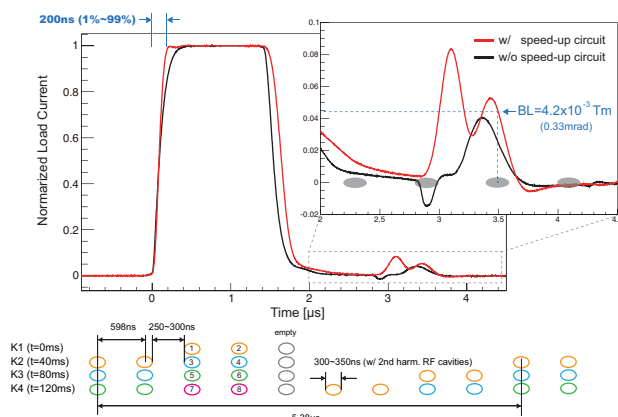 200ns (1%~99%)
Normarized Load Current
1
0.8
0.6
0.4
0.2
0
0
1
2
3
4
Time [µs]
0.1
0.08
0.06
0.04
0.02
0
-0.02
2
2.5
3
3.5
4
4.5
w/ speed-up circuit
w/o speed-up circuit
BL=4.2x10⁻³ Tm
(0.33mrad)
598ns
250~300ns
empty
K1 (t=0ms)
1
2
K2 (t=40ms)
3
4
300~350ns (w/ 2nd harm. RF cavities)
K3 (t=80ms)
5
6
K4 (t=120ms)
7
8